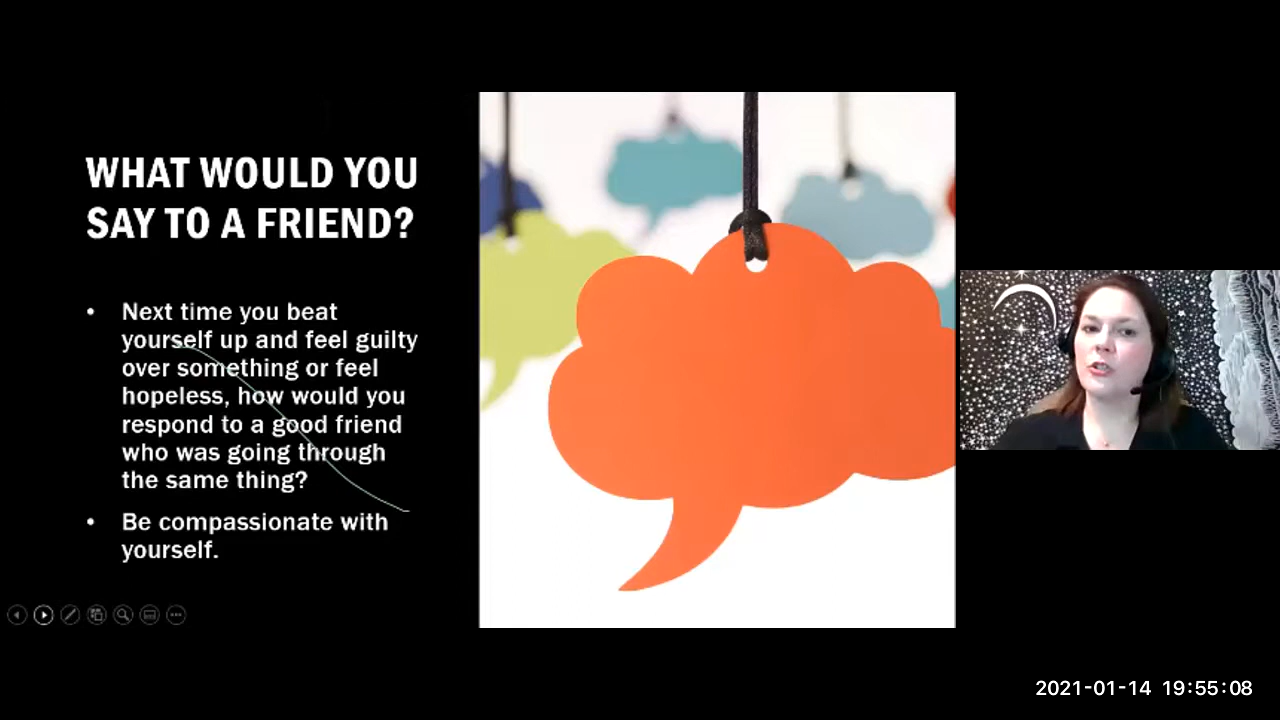 WHAT WOULD YOU
SAY TO A FRIEND?
• Next time you beat
yourself up and feel guilty
over something or feel
hopeless, how would you
respond to a good friend
who was going through
the same thing?
• Be compassionate with
yourself.
2021-01-14 19:55:08